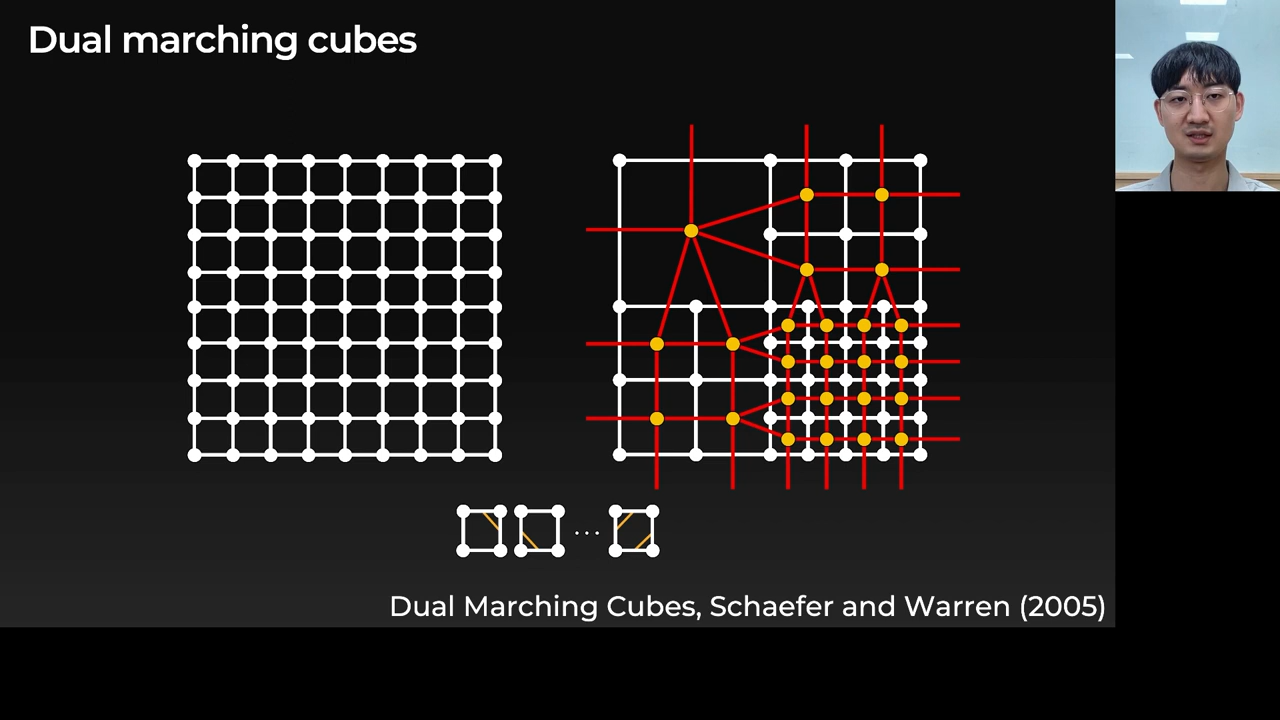 Dual marching cubes
...
Dual Marching Cubes, Schaefer and Warren (2005)